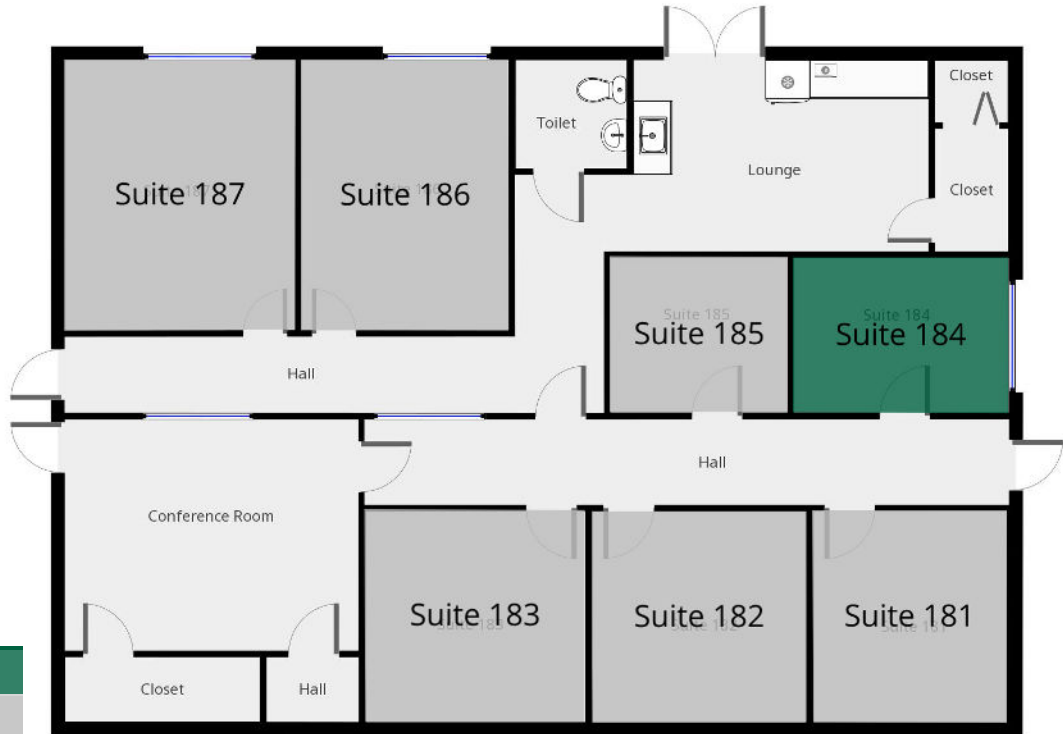 Closet
Toilet
Suite 187
Suite 186
Lounge
Closet
Suite 185
Suite 184
Suite 185
Suite 184
Hall
Hall
Conference Room
Suite 183
Suite 182
Suite 181
Closet
Hall